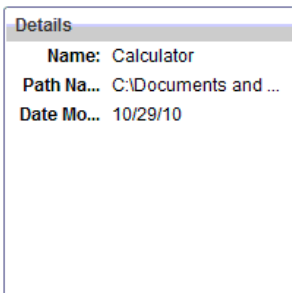 Details
Name: Calculator
Path Na... C:\Documents and ...
Date Mo... 10/29/10